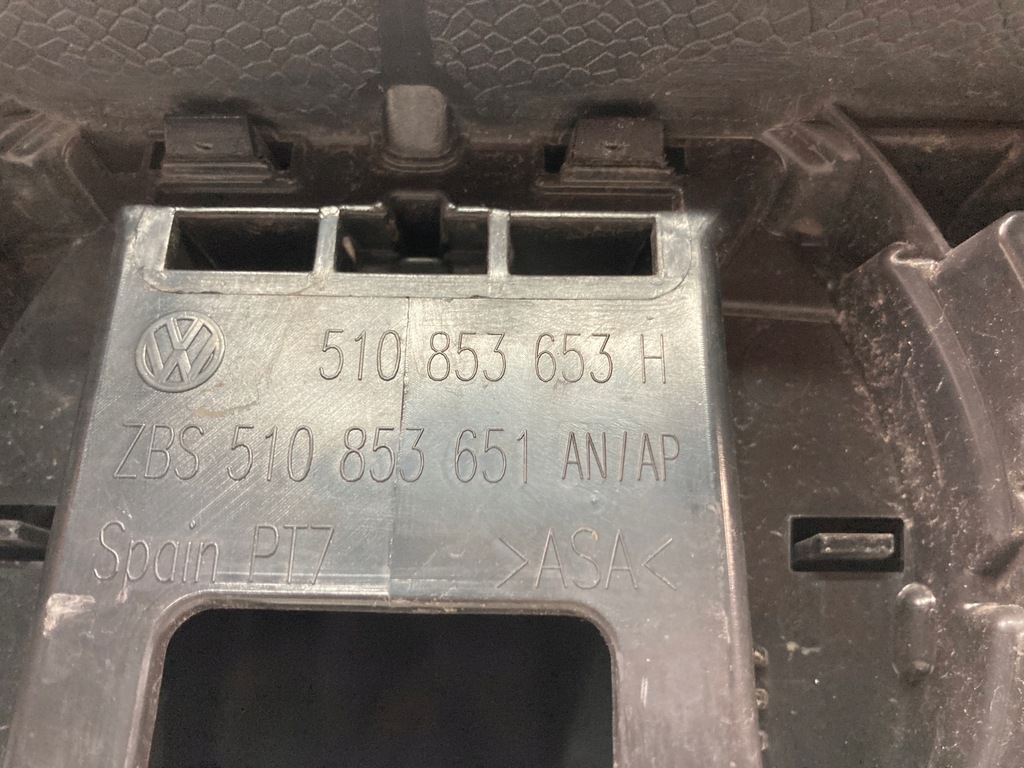 510 853 653 H
ZBS 510 853 651 AN/AP
Spain PT7 >ASA<